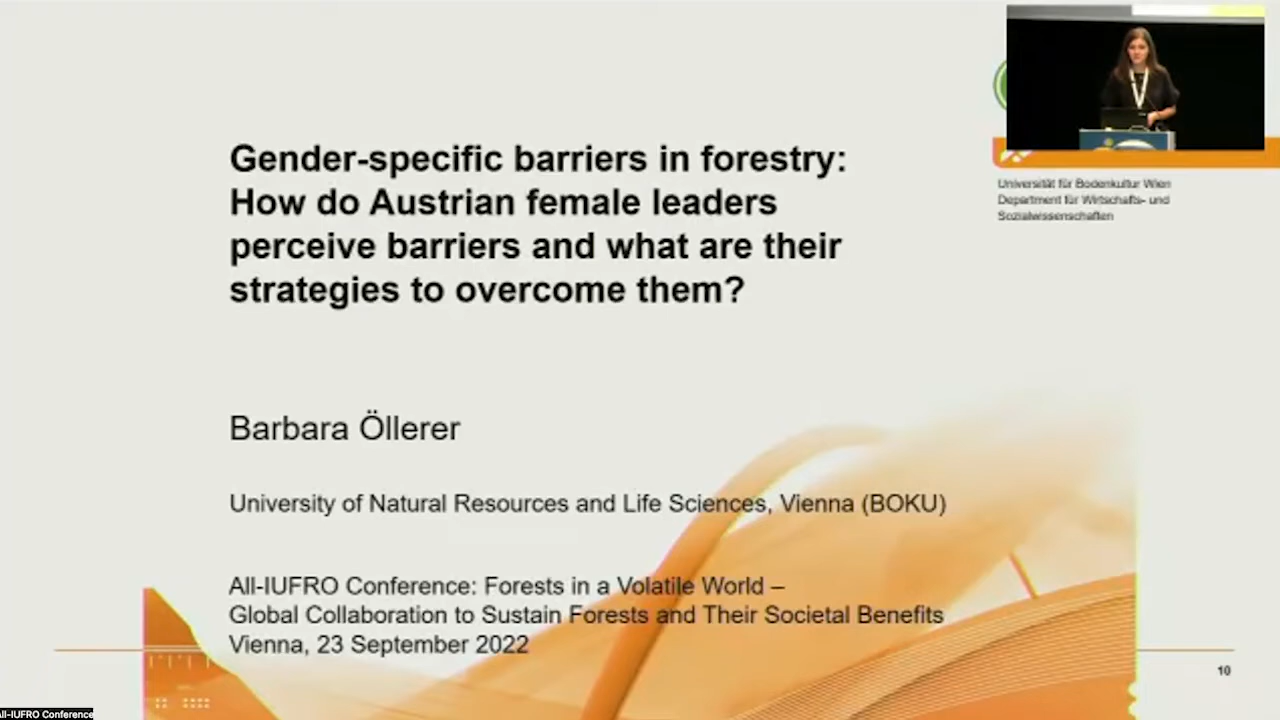 Gender-specific barriers in forestry:
How do Austrian female leaders
perceive barriers and what are their
strategies to overcome them?
Universität für Bodenkultur Wien
Department für Wirtschafts- und
Sozialwissenschaften
Barbara Öllerer
University of Natural Resources and Life Sciences, Vienna (BOKU)
All-IUFRO Conference: Forests in a Volatile World –
Global Collaboration to Sustain Forests and Their Societal Benefits
Vienna, 23 September 2022
10
All-IUFRO Conference